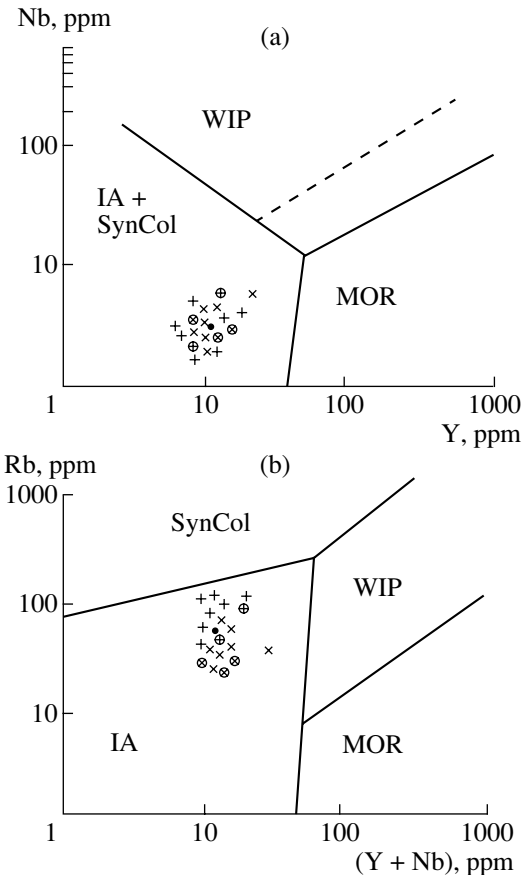 Nb, ppm
(a)
WIP
100
IA +
SynCol
10
MOR
1
10
100
1000
Y, ppm
Rb, ppm
(b)
1000
SynCol
WIP
100
10
IA
MOR
1
10
100
1000
(Y + Nb), ppm